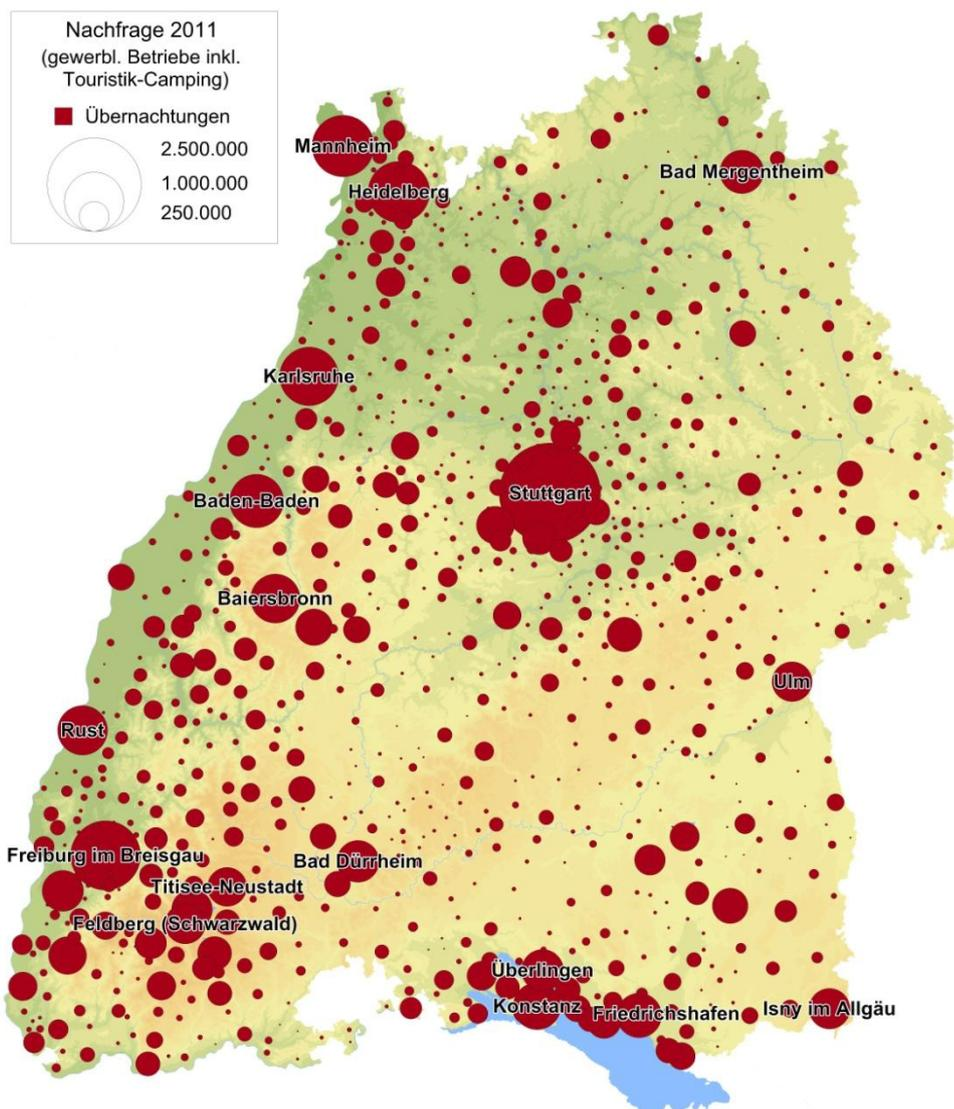 Nachfrage 2011
(gewerbl. Betriebe inkl.
Touristik-Camping)
Übernachtungen
2.500.000
1.000.000
250.000
Mannheim
Heidelberg
Bad Mergentheim
Karlsruhe
Baden-Baden
Stuttgart
Baiersbronn
Ulm
Rust
Freiburg im Breisgau
Bad Dürrheim
Titisee-Neustadt
Feldberg (Schwarzwald)
Überlingen
Konstanz
Friedrichshafen
Isny im Allgäu